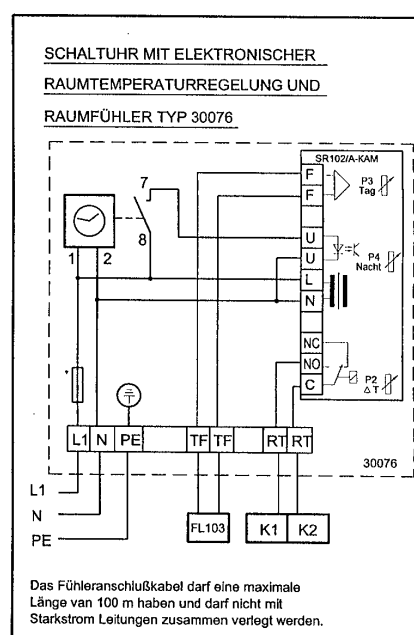 SCHALTUHR MIT ELEKTRONISCHER
RAUMTEMPERATURREGELUNG UND
RAUMFÜHLER TYP 30076
SR102/A-KAM
F
P3
Tag
F
7
U
8
U
P4
Nacht
1 2
L
N
NC
NO
C
P2
△ T
*
L1 N PE TF TF RT RT
30076
L1
N
PE
FL103
K1 K2
Das Fühleranschlußkabel darf eine maximale
Länge van 100 m haben und darf nicht mit
Starkstrom Leitungen zusammen verlegt werden.